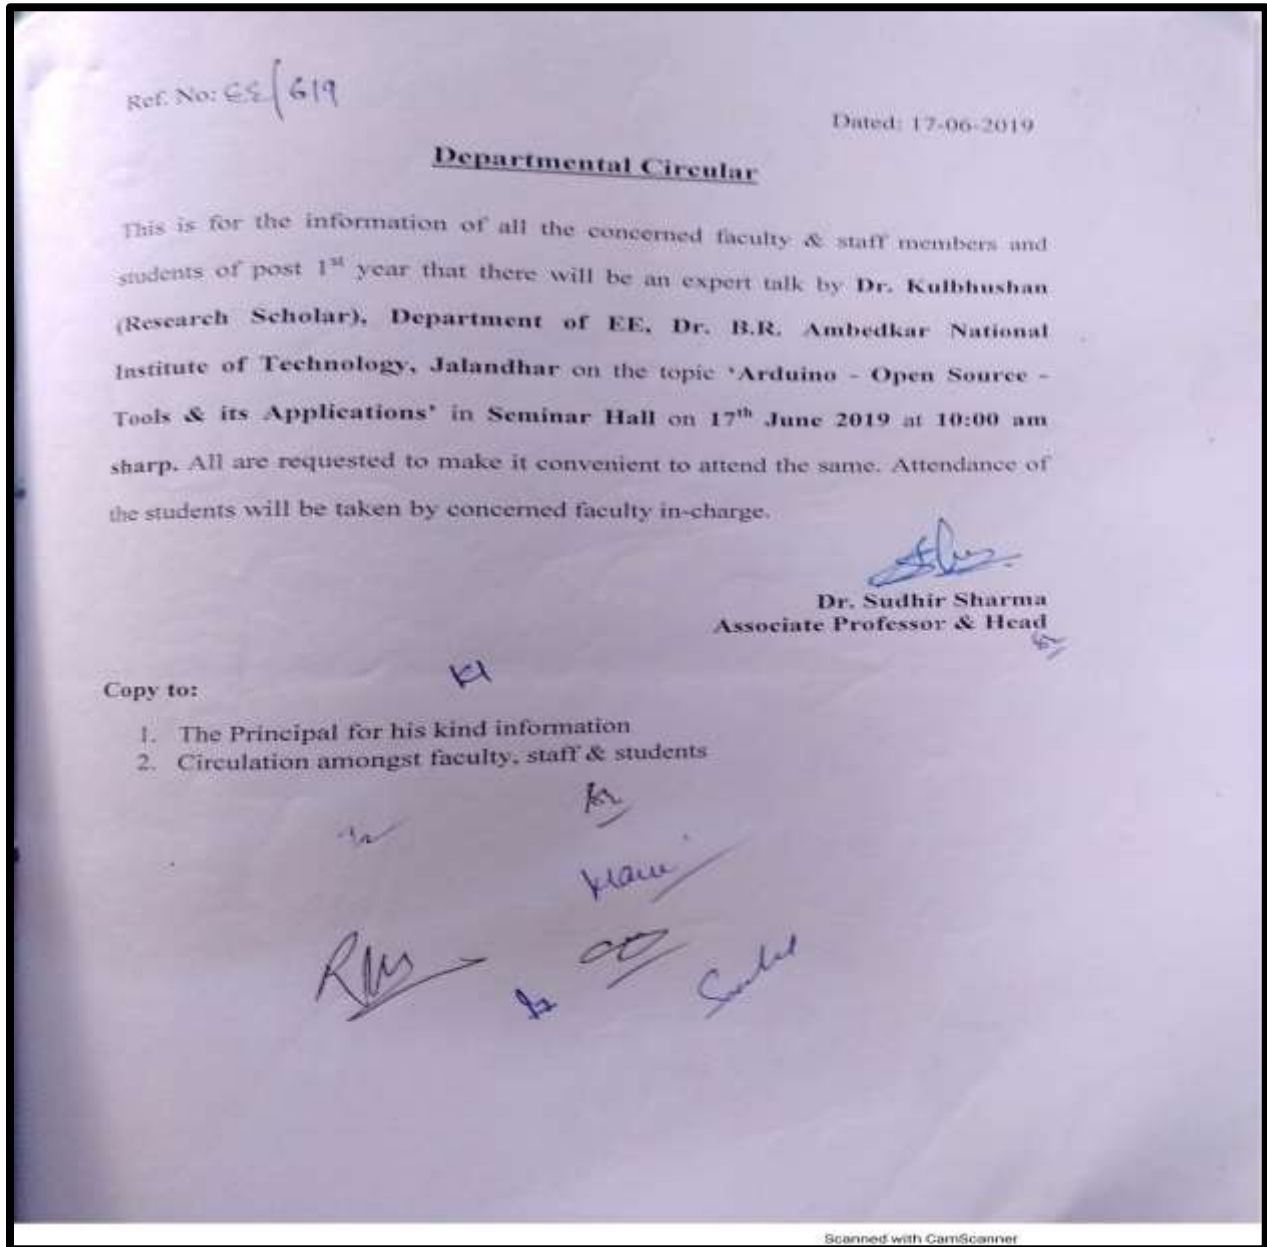 Ref. No: EE/619
Dated: 17-06-2019
Departmental Circular
This is for the information of all the concerned faculty & staff members and
students of post 1st year that there will be an expert talk by Dr. Kulbhushan
(Research Scholar), Department of EE, Dr. B.R. Ambedkar National
Institute of Technology, Jalandhar on the topic 'Arduino - Open Source -
Tools & its Applications' in Seminar Hall on 17th June 2019 at 10:00 am
sharp. All are requested to make it convenient to attend the same. Attendance of
the students will be taken by concerned faculty in-charge.
Dr. Sudhir Sharma
Associate Professor & Head
Copy to:
1. The Principal for his kind information
2. Circulation amongst faculty, staff & students
Scanned with CamScanner